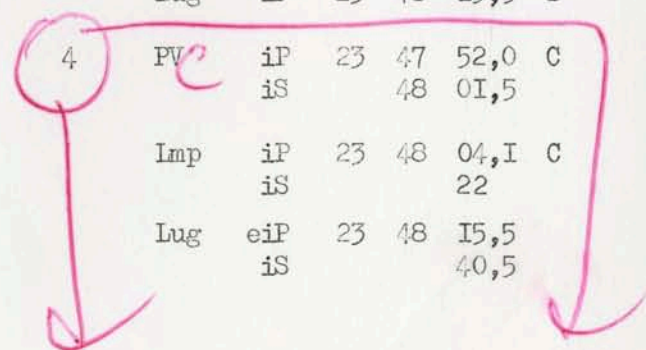 4 PVC iP 23 47 52,0 C
iS 48 0I,5
Lmp iP 23 48 04,I C
iS 22
Lug eiP 23 48 I5,5
iS 40,5